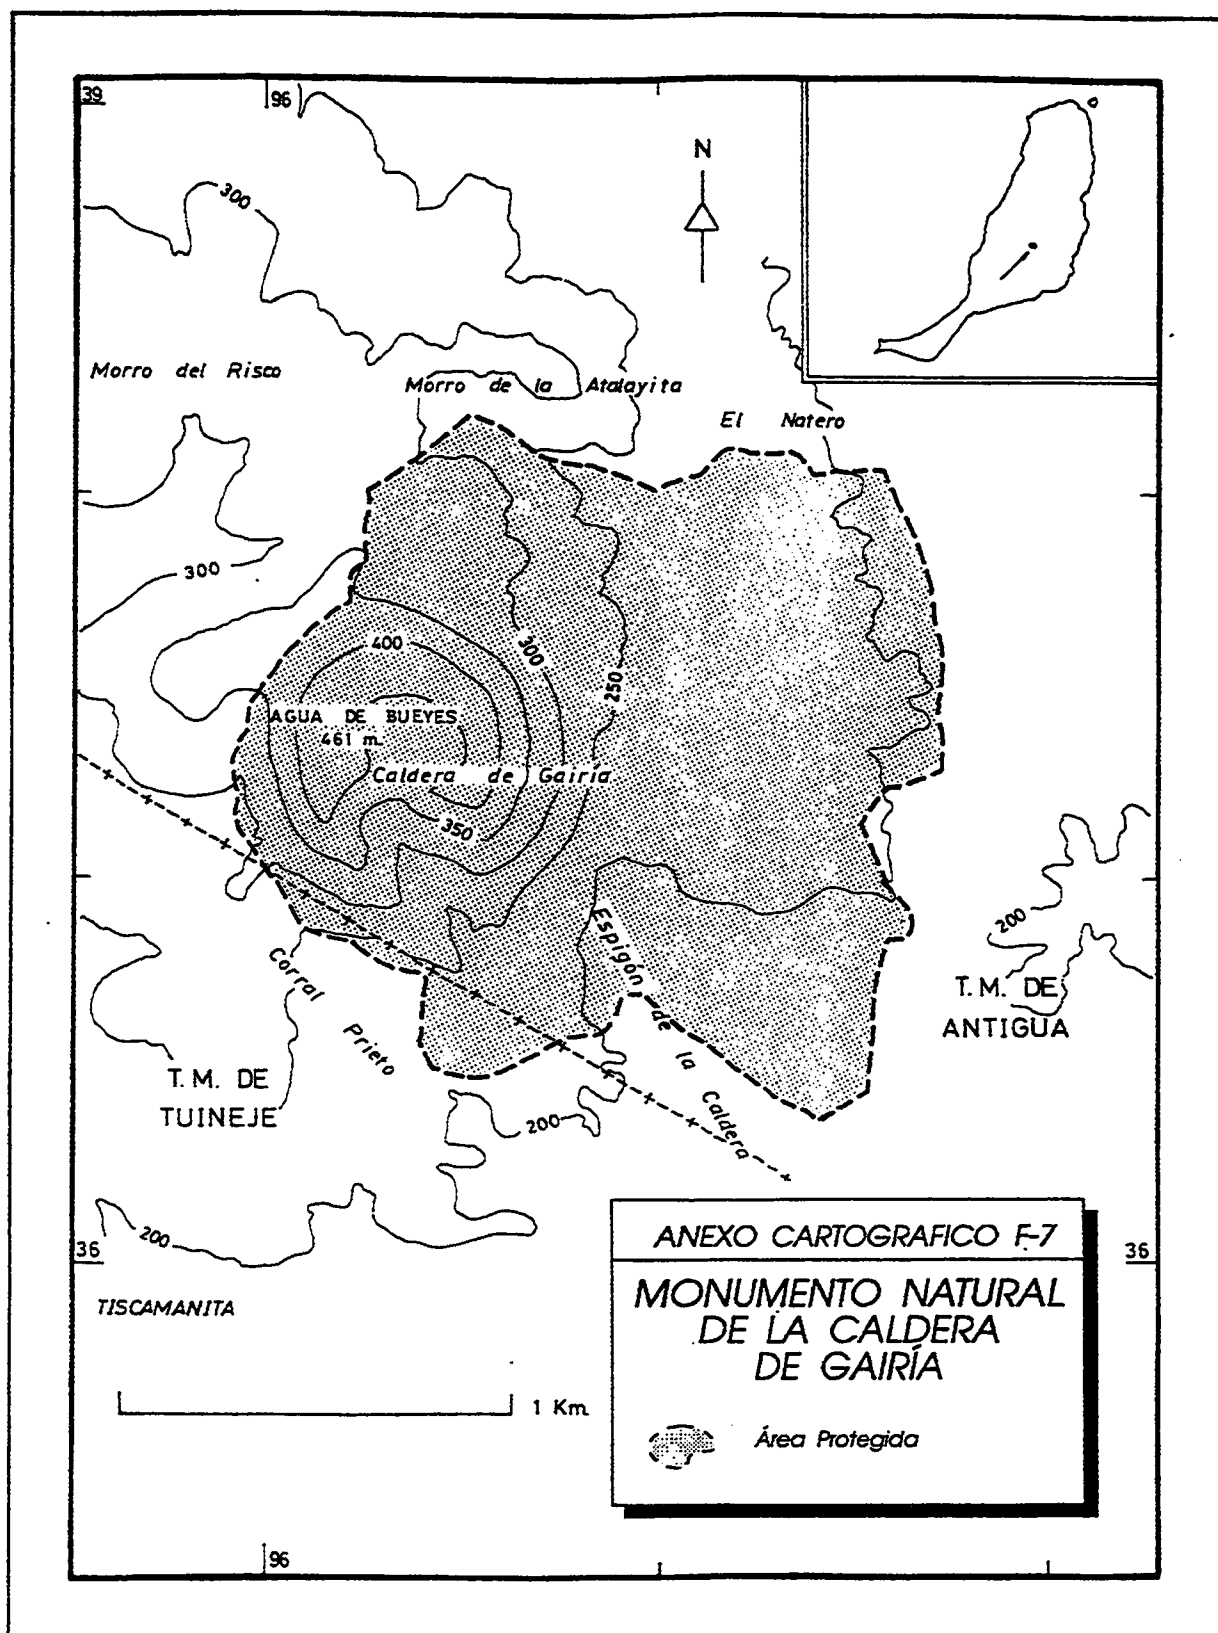 39
96
N
300
Morro del Risco
Morro de la Atalayita
El Natero
300
400
300
250
AGUA DE BUEYES
461 m.
Caldera de Gairía
350
200
Espigón de la Caldera
Corral Prieto
T.M. DE
ANTIGUA
T.M. DE
TUINEJE
200
200
36
36
TISCAMANITA
1 Km.
ANEXO CARTOGRAFICO F-7
MONUMENTO NATURAL
DE LA CALDERA
DE GAIRÍA
Área Protegida
96